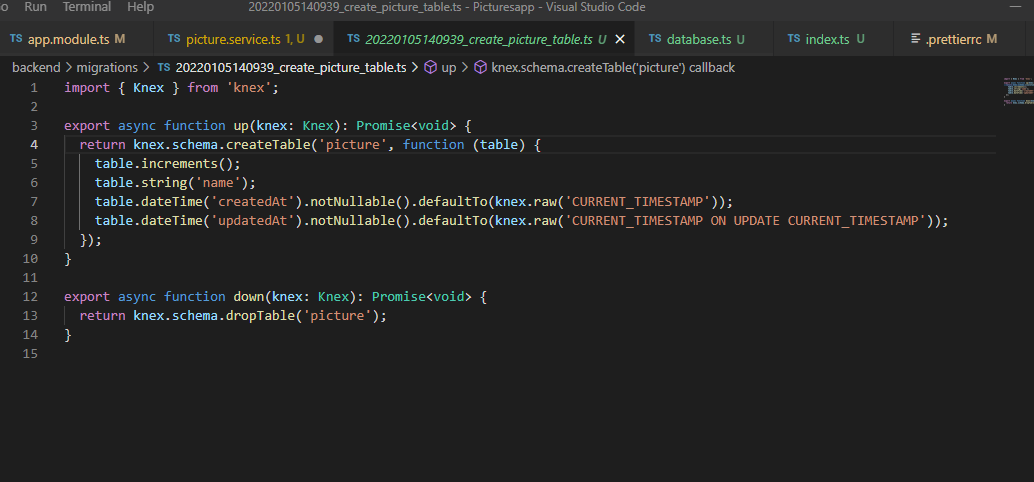 Run Terminal Help 20220105140939_create_picture_table.ts - Picturesapp - Visual Studio Code
TS app.module.ts M TS picture.service.ts 1, U TS 20220105140939_create_picture_table.ts U TS database.ts U TS index.ts U .prettierrc M
backend > migrations > TS 20220105140939_create_picture_table.ts > up > knex.schema.createTable('picture') callback
1 import { Knex } from 'knex';
2
3 export async function up(knex: Knex): Promise<void> {
4 return knex.schema.createTable('picture', function (table) {
5 table.increments();
6 table.string('name');
7 table.dateTime('createdAt').notNullable().defaultTo(knex.raw('CURRENT_TIMESTAMP'));
8 table.dateTime('updatedAt').notNullable().defaultTo(knex.raw('CURRENT_TIMESTAMP ON UPDATE CURRENT_TIMESTAMP'));
9 });
10 }
11
12 export async function down(knex: Knex): Promise<void> {
13 return knex.schema.dropTable('picture');
14 }
15